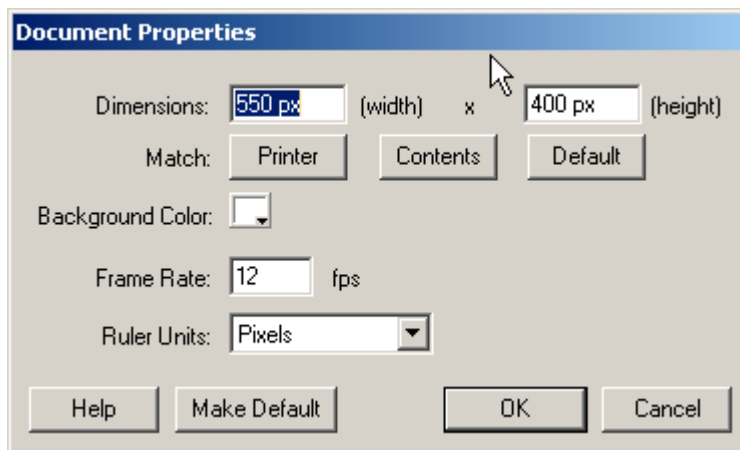 Document Properties
Dimensions: 550 px (width) x 400 px (height)
Match: Printer Contents Default
Background Color:
Frame Rate: 12 fps
Ruler Units: Pixels
Help Make Default OK Cancel